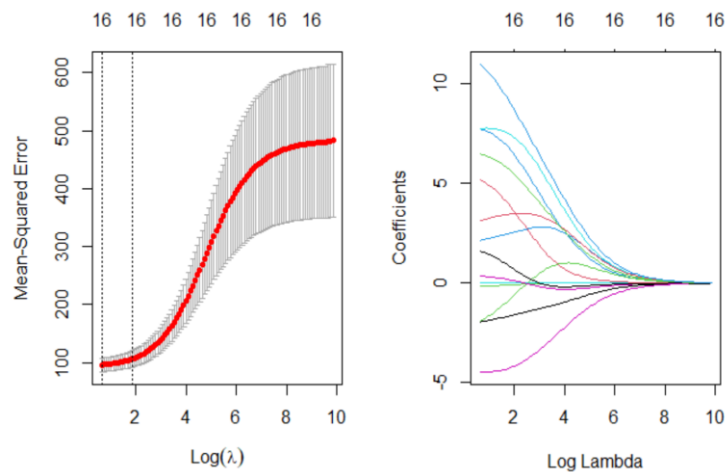 16 16 16 16 16 16 16
Mean-Squared Error
600
500
400
300
200
100
2 4 6 8 10
Log(λ)
16 16 16 16 16
Coefficients
10
5
0
-5
2 4 6 8 10
Log Lambda